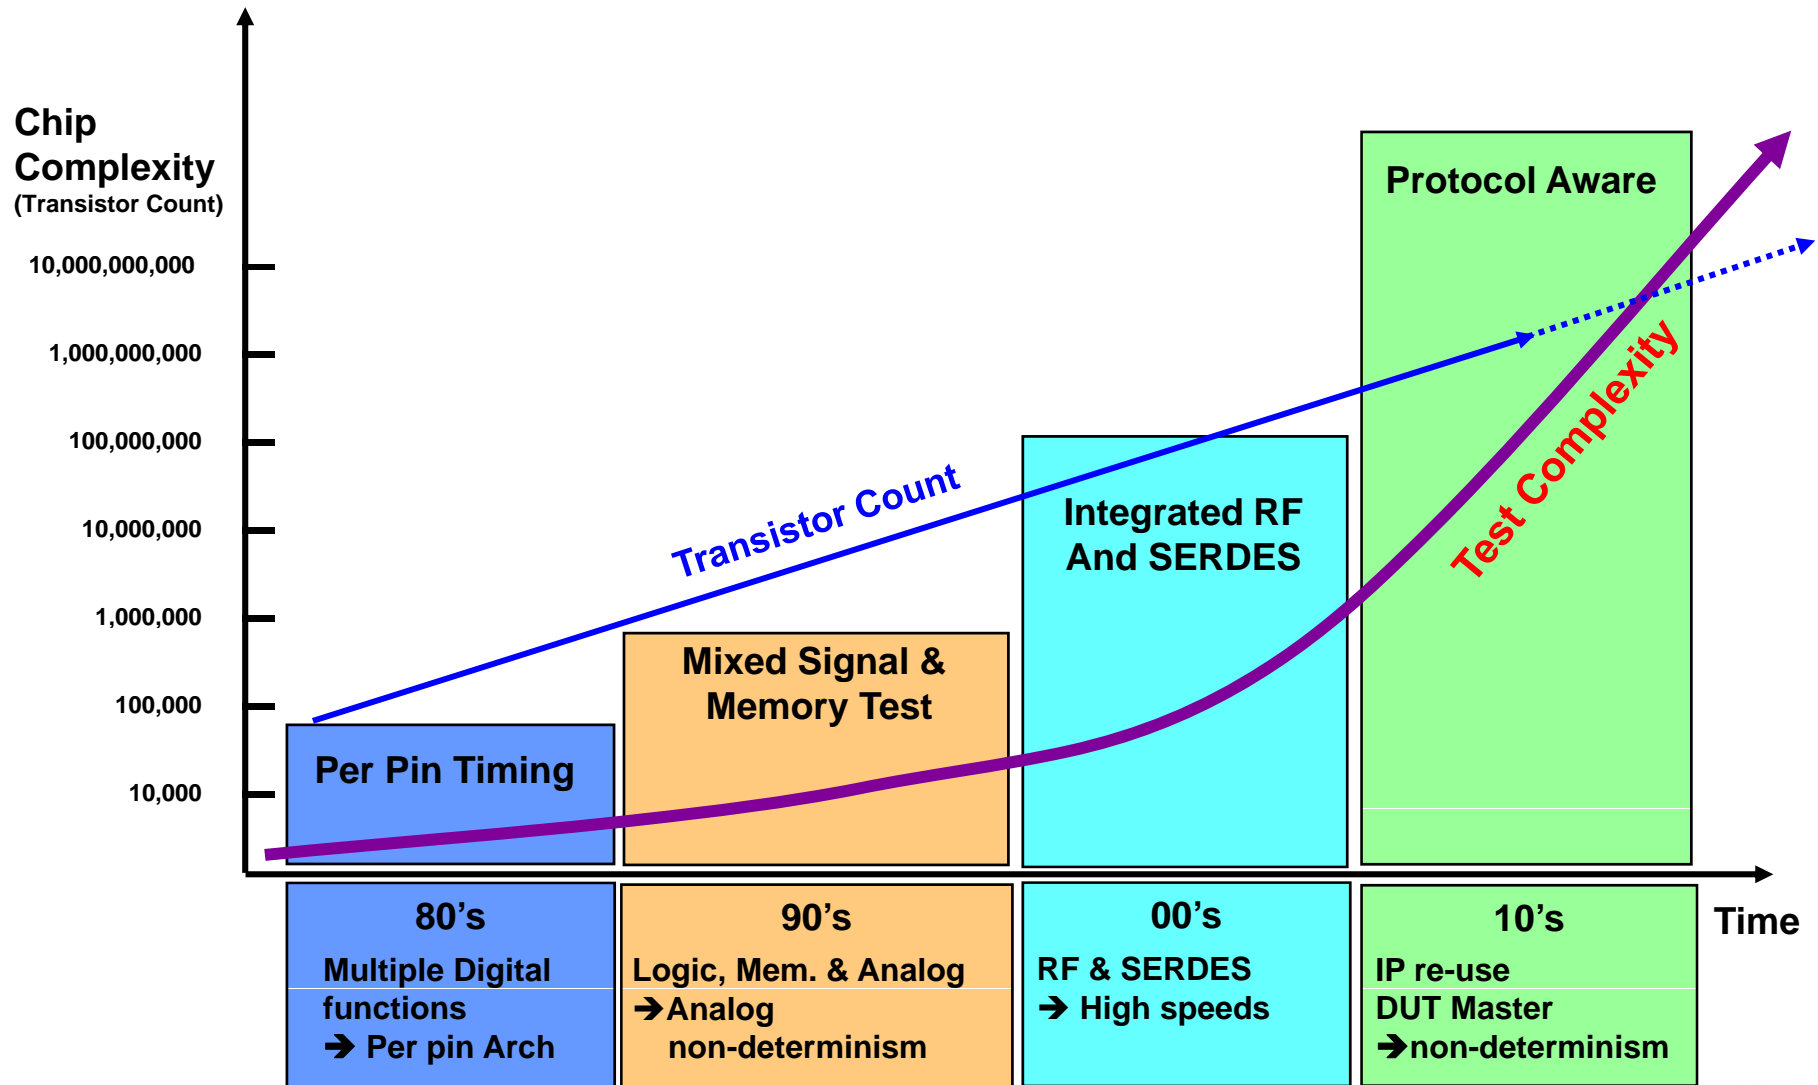 Chip
Complexity
(Transistor Count)
10,000,000,000
1,000,000,000
100,000,000
10,000,000
1,000,000
100,000
10,000
Transistor Count
Test Complexity
Per Pin Timing
Mixed Signal &
Memory Test
Integrated RF
And SERDES
Protocol Aware
80’s
Multiple Digital
functions
➔ Per pin Arch
90’s
Logic, Mem. & Analog
➔Analog
non-determinism
00’s
RF & SERDES
➔ High speeds
10’s
IP re-use
DUT Master
➔non-determinism
Time